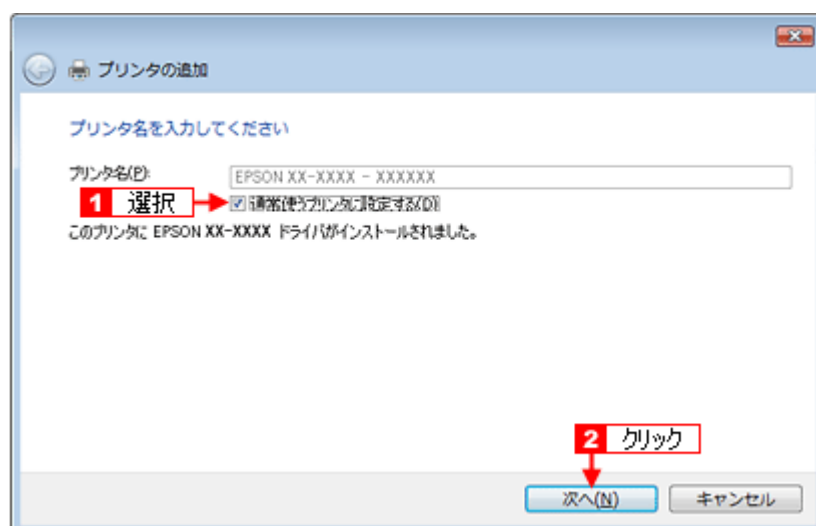 プリンタの追加
プリンタ名を入力してください
プリンタ名(P): EPSON XX-XXXX - XXXXXX
1 選択 通常使うプリンタに設定する(D)
このプリンタに EPSON XX-XXXX ドライバがインストールされました。
2 クリック
次へ(N) キャンセル